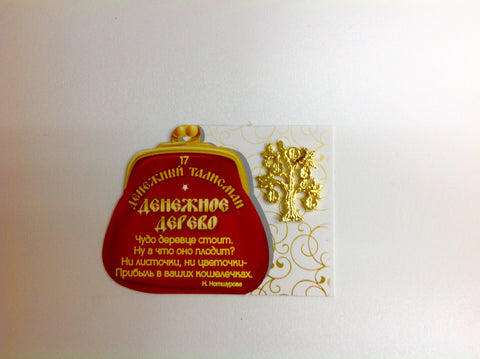 17
ДЕНЕЖНЫЙ ТАЛИСМАН
ДЕНЕЖНОЕ
ДЕРЕВО
Чудо деревце стоит.
Ну а что оно плодит?
Ни листочки, ни цветочки-
Прибыль в ваших кошелечках.
Н. Нотшурова